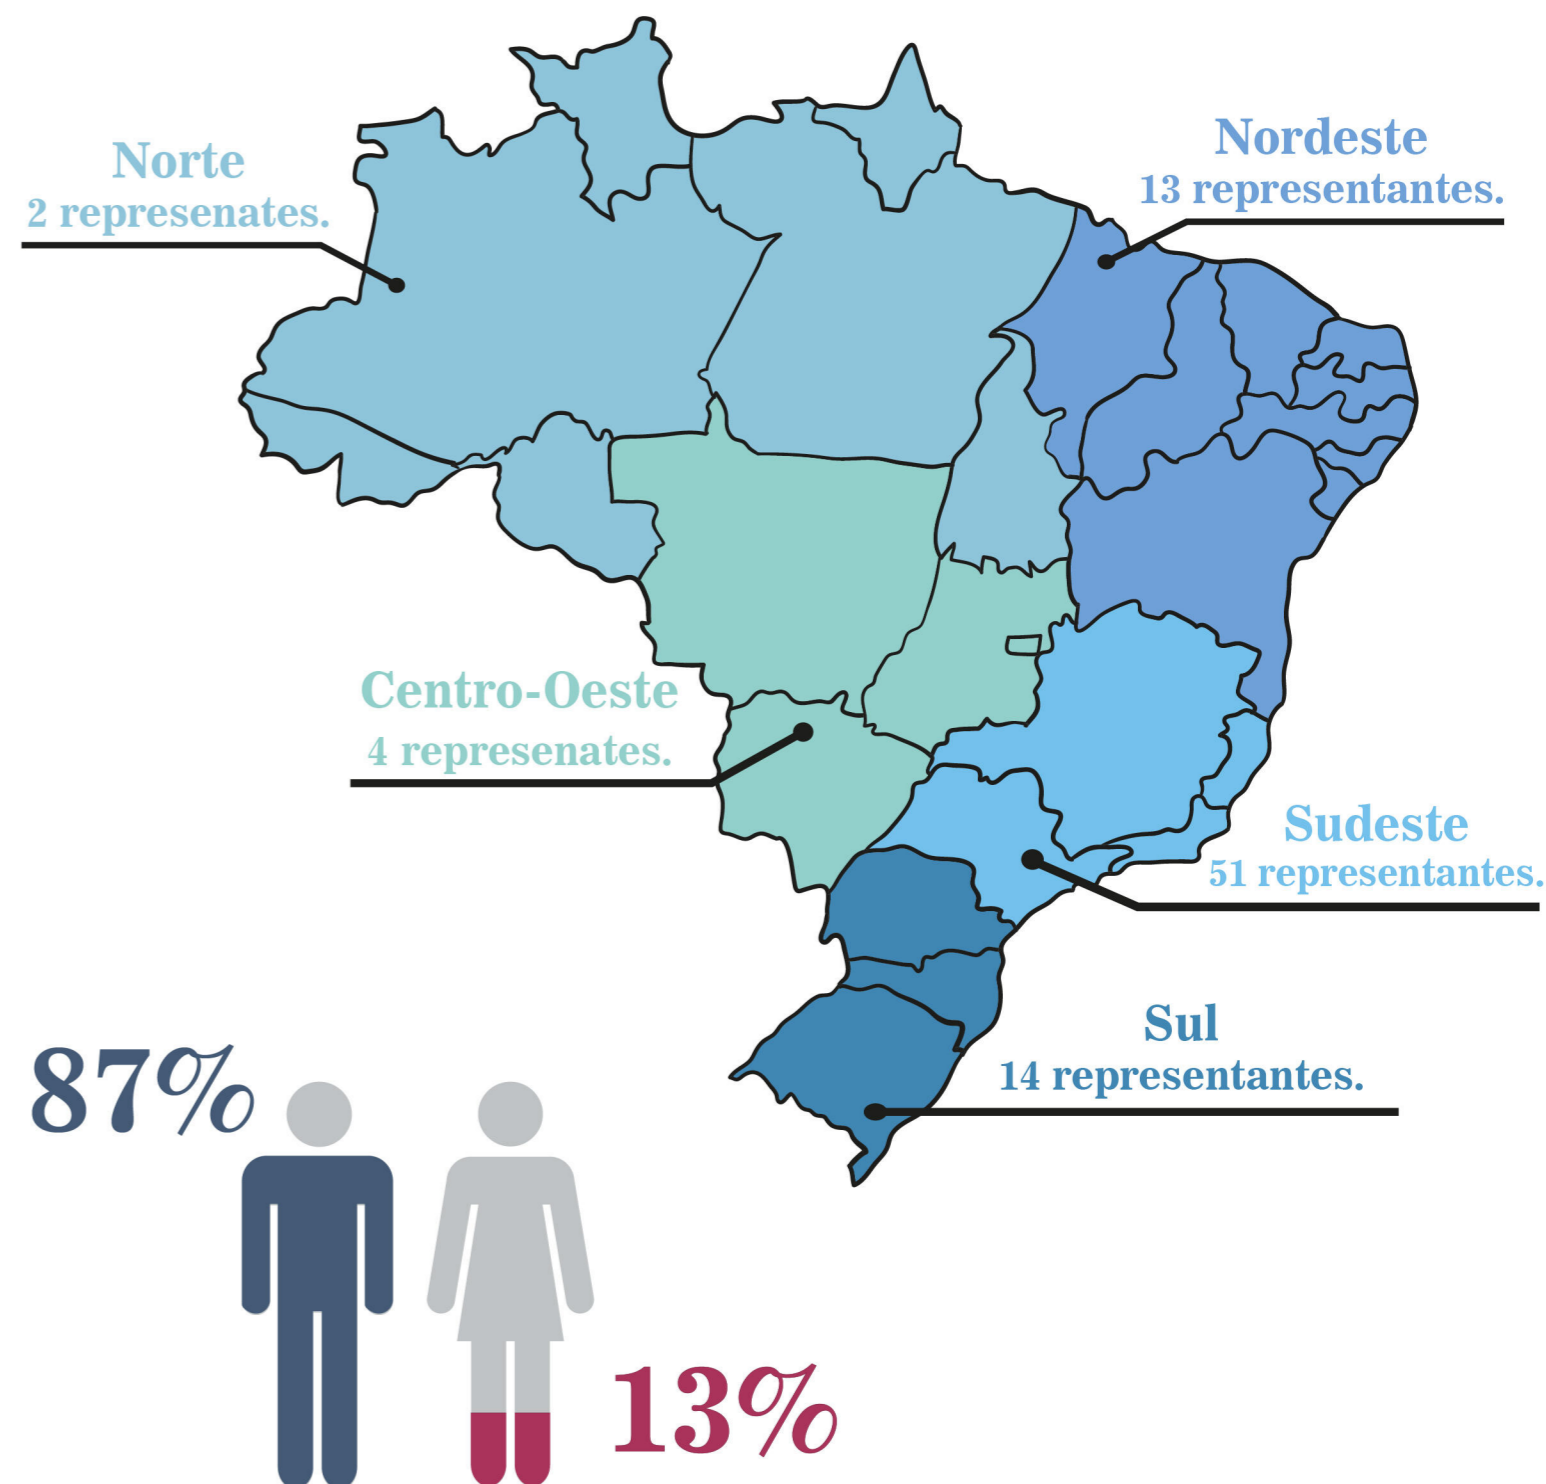 Norte
2 represenates.
Nordeste
13 representantes.
Centro-Oeste
4 represenates.
Sudeste
51 representantes.
Sul
14 representantes.
87%
13%